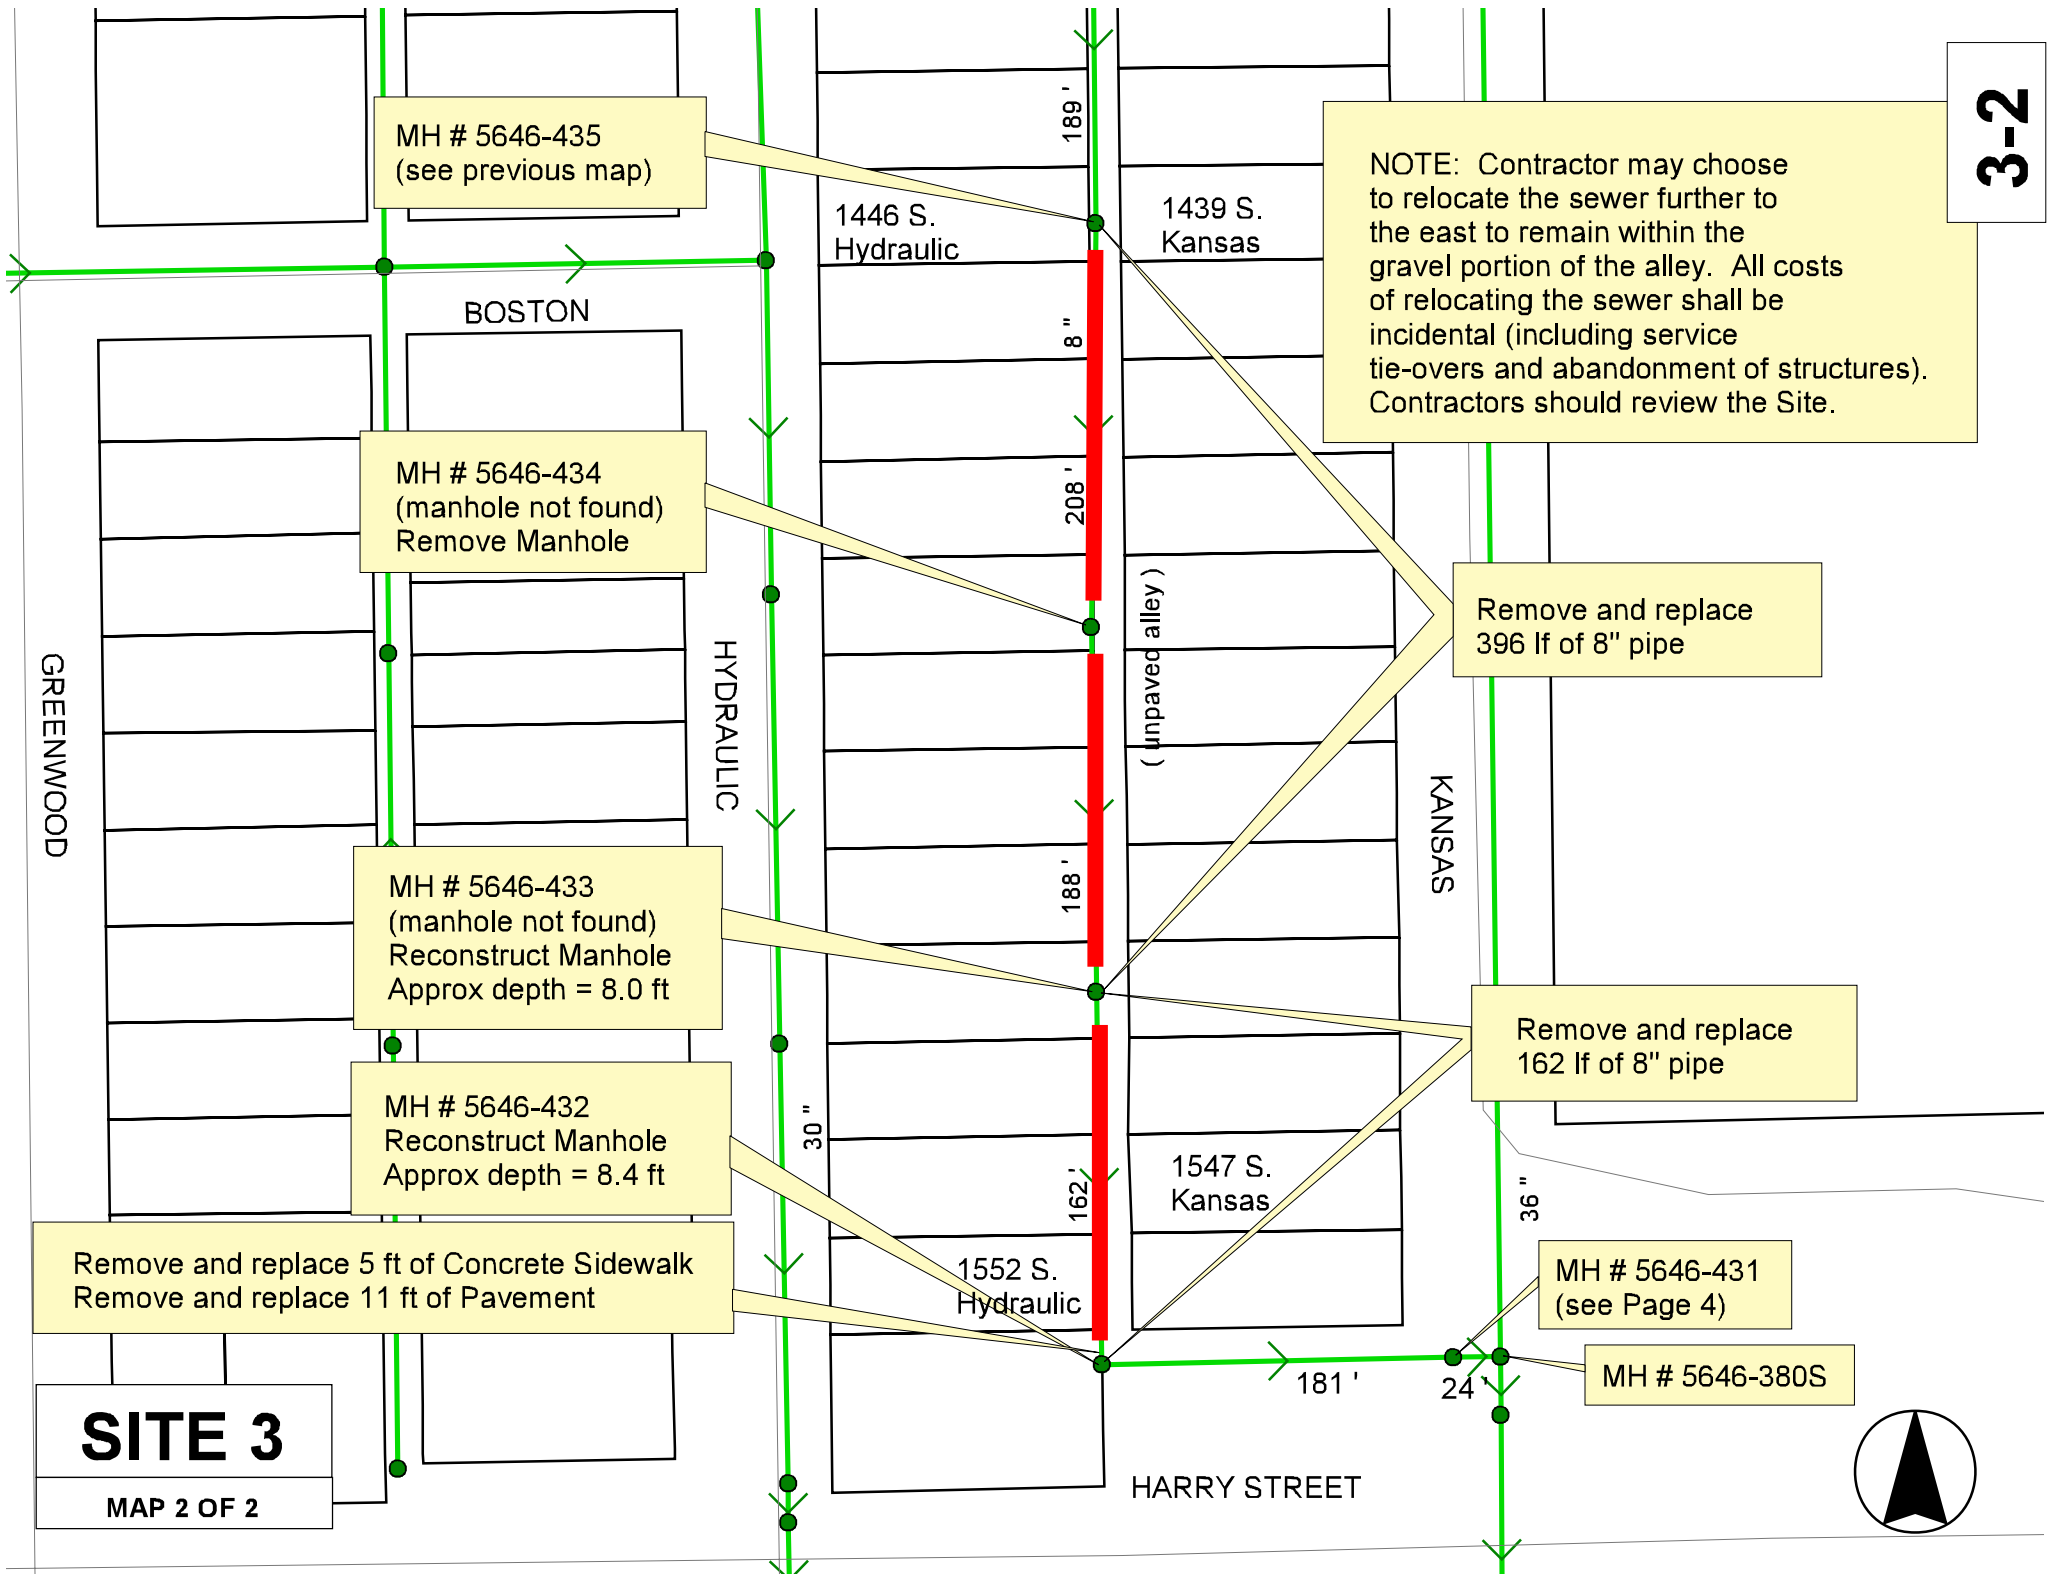 3-2
MH # 5646-435
(see previous map)
189 '
1446 S.
Hydraulic
1439 S.
Kansas
NOTE: Contractor may choose
to relocate the sewer further to
the east to remain within the
gravel portion of the alley. All costs
of relocating the sewer shall be
incidental (including service
tie-overs and abandonment of structures).
Contractors should review the Site.
BOSTON
8 "
MH # 5646-434
(manhole not found)
Remove Manhole
208 '
( unpaved alley )
Remove and replace
396 lf of 8" pipe
GREENWOOD
HYDRAULIC
KANSAS
MH # 5646-433
(manhole not found)
Reconstruct Manhole
Approx depth = 8.0 ft
188 '
Remove and replace
162 lf of 8" pipe
MH # 5646-432
Reconstruct Manhole
Approx depth = 8.4 ft
30 "
162 '
1547 S.
Kansas
36 "
Remove and replace 5 ft of Concrete Sidewalk
Remove and replace 11 ft of Pavement
1552 S.
Hydraulic
MH # 5646-431
(see Page 4)
181 '
24 '
MH # 5646-380S
SITE 3
MAP 2 OF 2
HARRY STREET